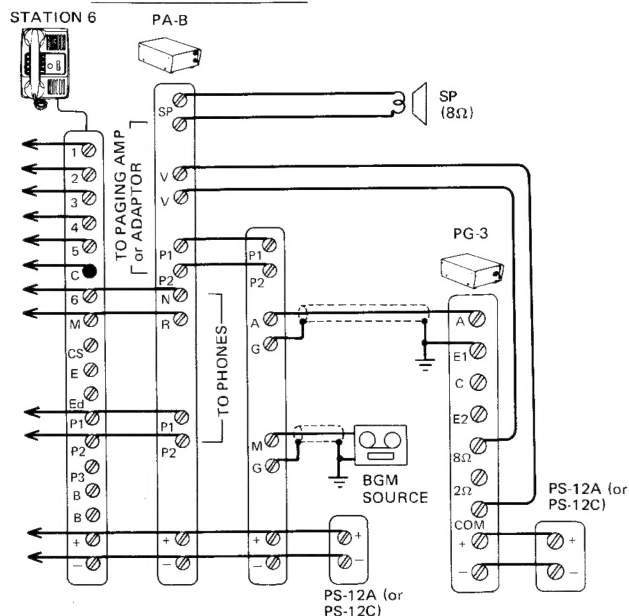 STATION 6
PA-B
SP
(8Ω)
SP
TO PAGING AMP
or ADAPTOR
V
V
P1
P2
N
R
TO PHONES
P1
P2
+
−
1
2
3
4
5
C
6
M
CS
E
Ed
P1
P2
P3
B
B
+
−
P1
P2
A
G
M
G
+
−
BGM
SOURCE
+
−
PS-12A (or
PS-12C)
PG-3
A
E1
C
E2
8Ω
2Ω
COM
+
−
PS-12A (or
PS-12C)
+
−